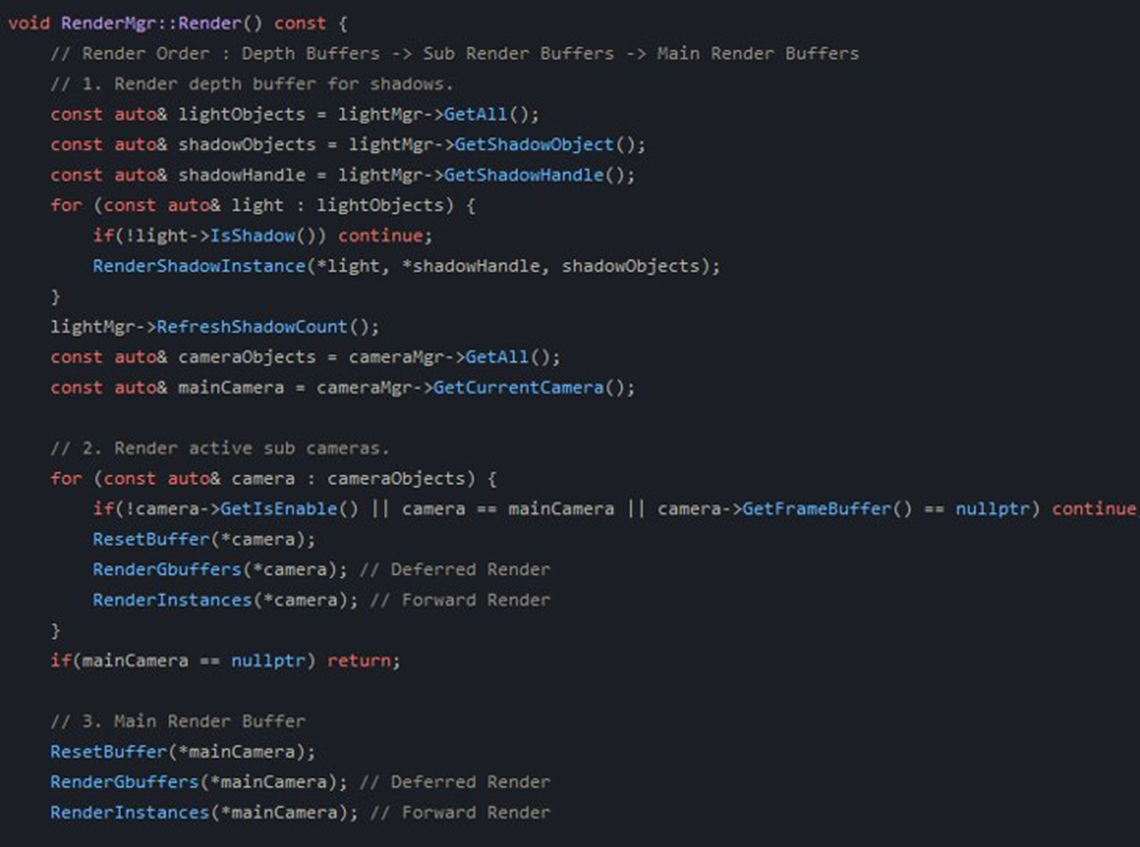 void RenderMgr::Render() const {
    // Render Order : Depth Buffers -> Sub Render Buffers -> Main Render Buffers
    // 1. Render depth buffer for shadows.
    const auto& lightObjects = lightMgr->GetAll();
    const auto& shadowObjects = lightMgr->GetShadowObject();
    const auto& shadowHandle = lightMgr->GetShadowHandle();
    for (const auto& light : lightObjects) {
        if(!light->IsShadow()) continue;
        RenderShadowInstance(*light, *shadowHandle, shadowObjects);
    }
    lightMgr->RefreshShadowCount();
    const auto& cameraObjects = cameraMgr->GetAll();
    const auto& mainCamera = cameraMgr->GetCurrentCamera();

    // 2. Render active sub cameras.
    for (const auto& camera : cameraObjects) {
        if(!camera->GetIsEnable() || camera == mainCamera || camera->GetFrameBuffer() == nullptr) continue
        ResetBuffer(*camera);
        RenderGbuffers(*camera); // Deferred Render
        RenderInstances(*camera); // Forward Render
    }
    if(mainCamera == nullptr) return;

    // 3. Main Render Buffer
    ResetBuffer(*mainCamera);
    RenderGbuffers(*mainCamera); // Deferred Render
    RenderInstances(*mainCamera); // Forward Render